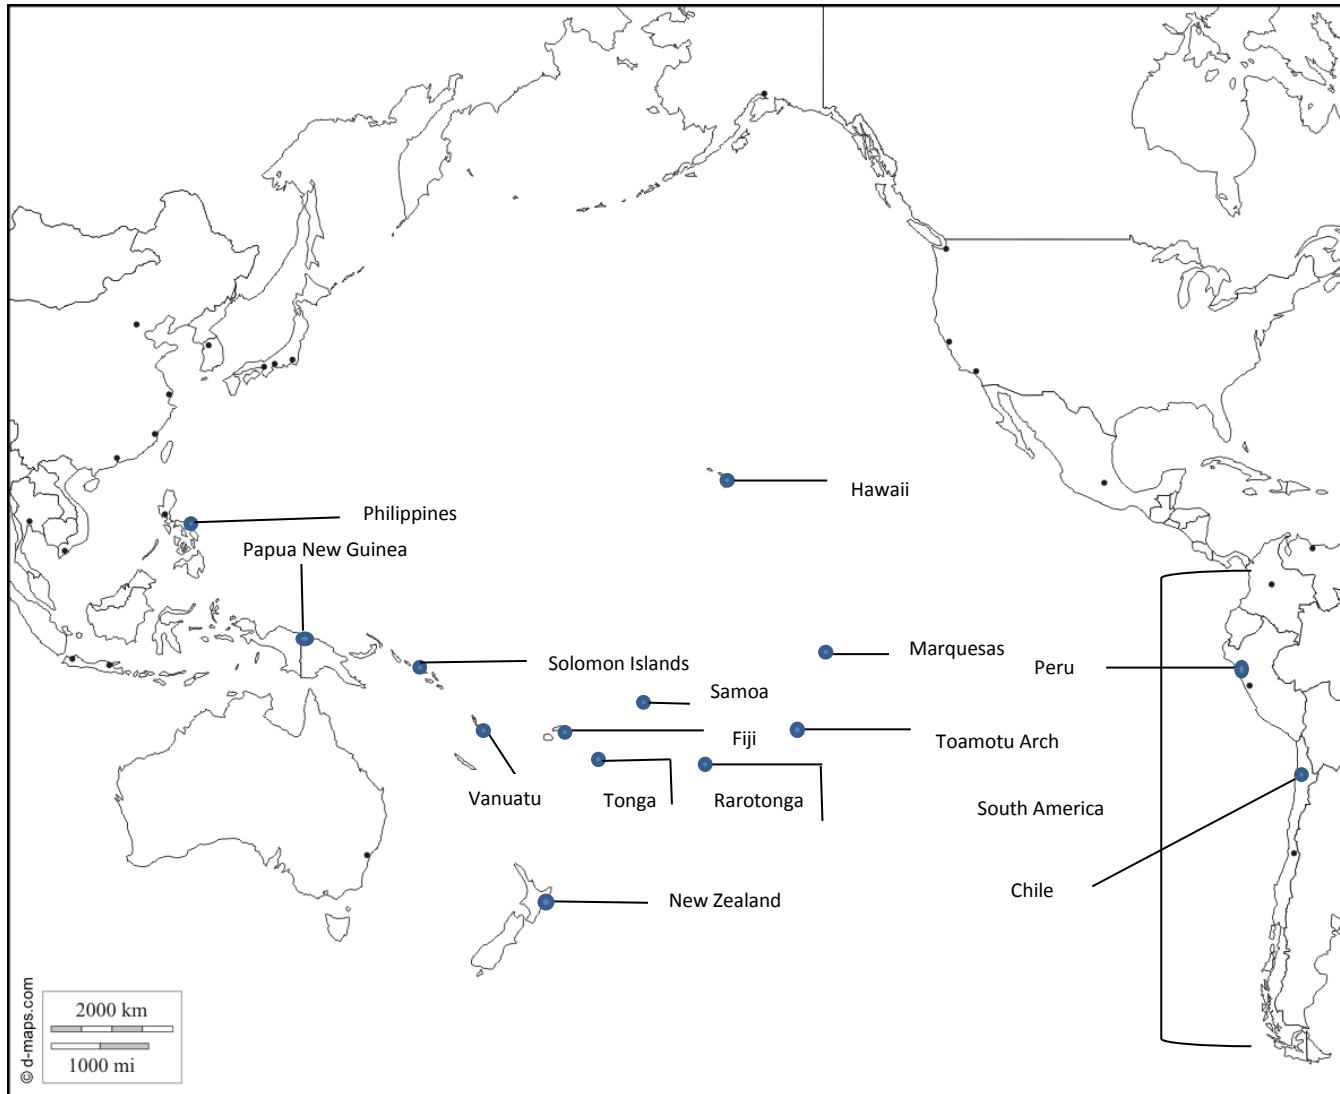 Hawaii
Philippines
Papua New Guinea
Solomon Islands
Marquesas
Peru
Samoa
Fiji
Toamotu Arch
Vanuatu
Tonga
Rarotonga
South America
Chile
New Zealand
© d-maps.com
2000 km
1000 mi